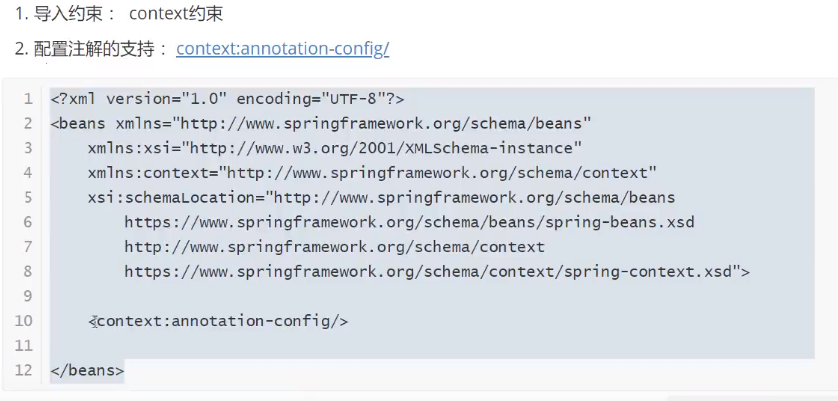 1. 导入约束： context约束
2. 配置注解的支持： context:annotation-config/
1 <?xml version="1.0" encoding="UTF-8"?>
2 <beans xmlns="http://www.springframework.org/schema/beans"
3 xmlns:xsi="http://www.w3.org/2001/XMLSchema-instance"
4 xmlns:context="http://www.springframework.org/schema/context"
5 xsi:schemaLocation="http://www.springframework.org/schema/beans
6 https://www.springframework.org/schema/beans/spring-beans.xsd
7 http://www.springframework.org/schema/context
8 https://www.springframework.org/schema/context/spring-context.xsd">
9
10 <context:annotation-config/>
11
12 </beans>